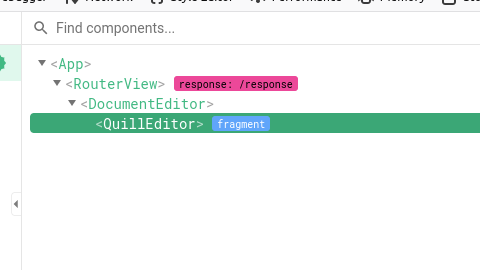 Find components...
<App>
<RouterView> response: /response
<DocumentEditor>
<QuillEditor> fragment